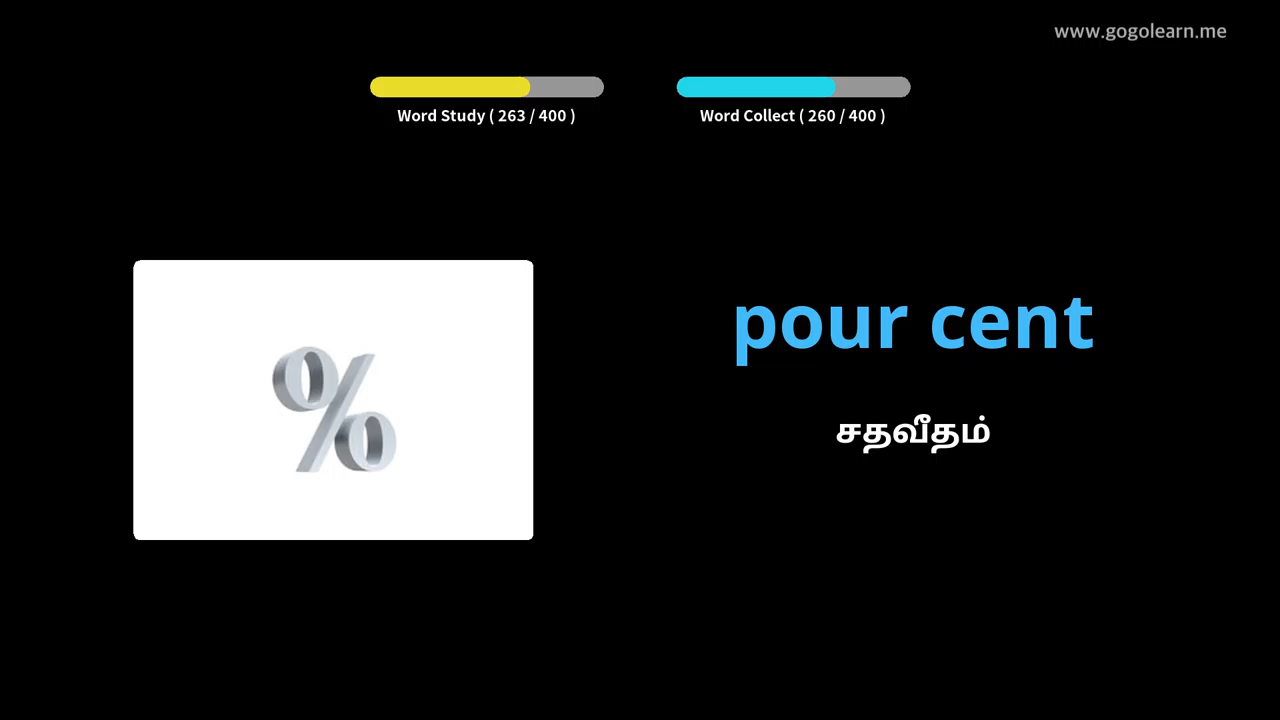 www.gogolearn.me
Word Study ( 263 / 400 )
Word Collect ( 260 / 400 )
%
pour cent
சதவீதம்